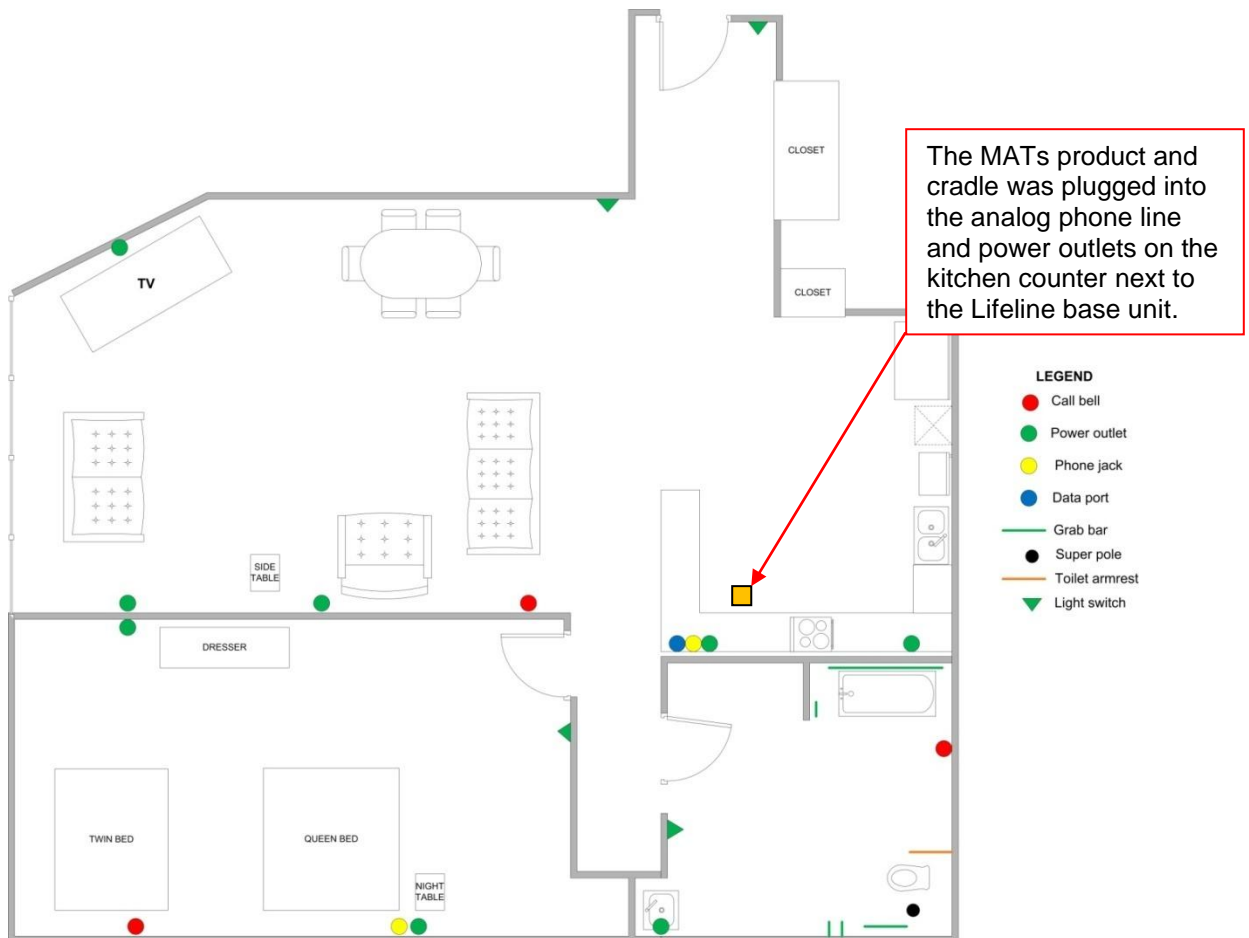 CLOSET
The MATs product and
cradle was plugged into
the analog phone line
and power outlets on the
kitchen counter next to
the Lifeline base unit.
TV
CLOSET
LEGEND
Call bell
Power outlet
Phone jack
Data port
Grab bar
Super pole
Toilet armrest
Light switch
SIDE
TABLE
DRESSER
TWIN BED
QUEEN BED
NIGHT
TABLE